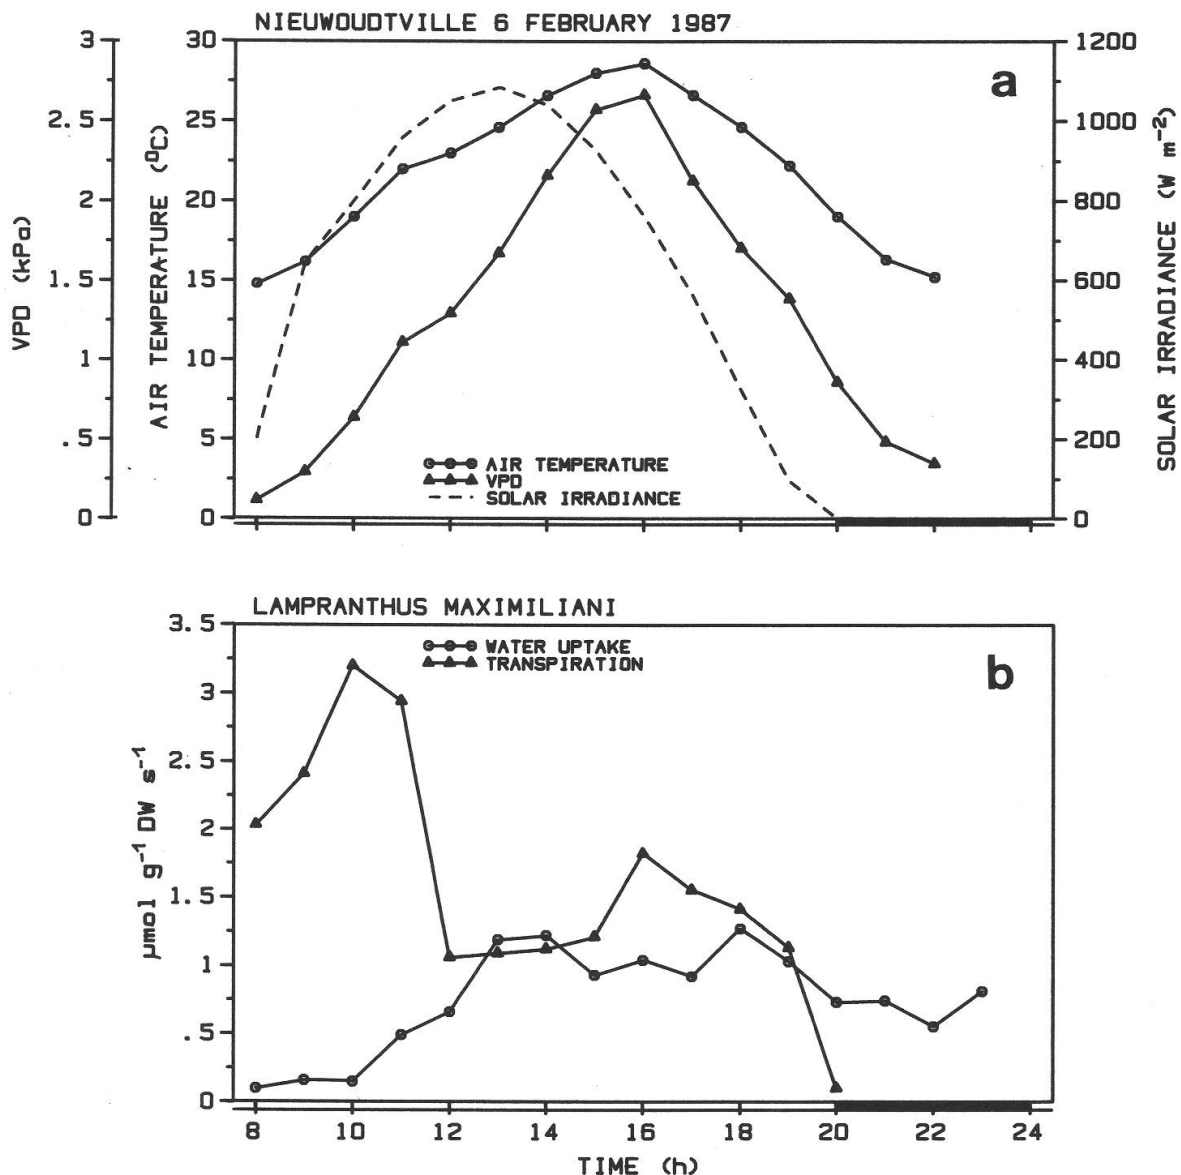 NIEUWOUDTVILLE 6 FEBRUARY 1987
a
VPD (kPa)
3
2.5
2
1.5
1
.5
0
AIR TEMPERATURE (⁰C)
30
25
20
15
10
5
0
AIR TEMPERATURE
VPD
SOLAR IRRADIANCE
1200
1000
800
600
400
200
0
SOLAR IRRADIANCE (W m⁻²)
LAMPRANTHUS MAXIMILIANI
b
WATER UPTAKE
TRANSPIRATION
µmol g⁻¹ DW s⁻¹
3.5
3
2.5
2
1.5
1
.5
0
8 10 12 14 16 18 20 22 24
TIME (h)